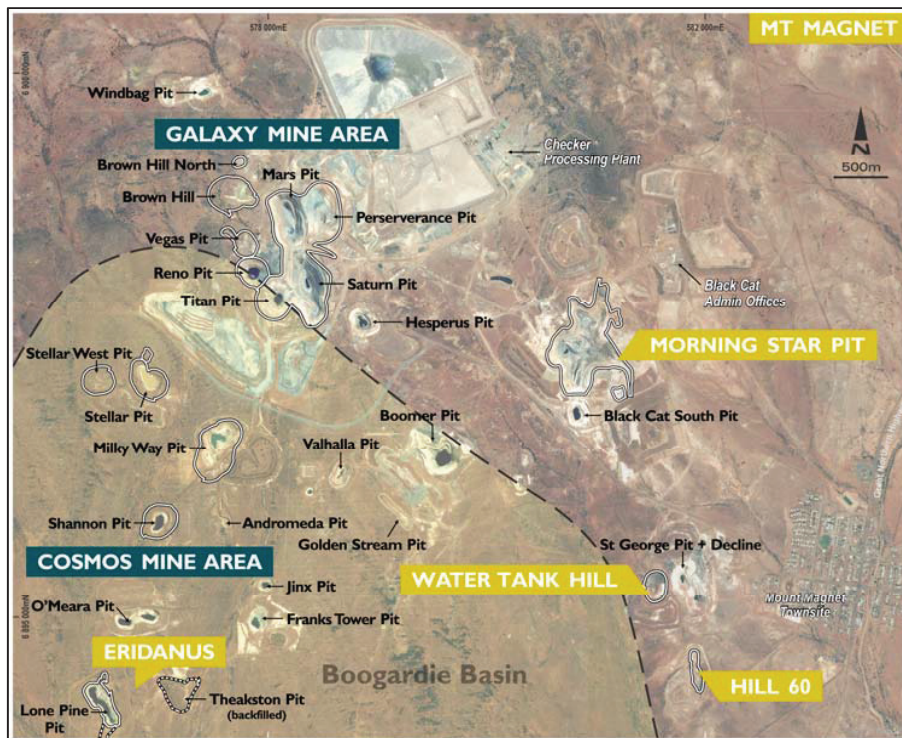 578 000mE
582 000mE
MT MAGNET
6 900 000mN
Windbag Pit
GALAXY MINE AREA
Checker
Processing Plant
N
500m
Brown Hill North
Mars Pit
Brown Hill
Perserverance Pit
Vegas Pit
Reno Pit
Saturn Pit
Titan Pit
Black Cat
Admin Offices
Hesperus Pit
Stellar West Pit
MORNING STAR PIT
Stellar Pit
Boomer Pit
Black Cat South Pit
Milky Way Pit
Valhalla Pit
Shannon Pit
Andromeda Pit
Golden Stream Pit
St George Pit + Decline
COSMOS MINE AREA
WATER TANK HILL
Jinx Pit
Mount Magnet
Townsite
O'Meara Pit
Franks Tower Pit
6 895 000mN
ERIDANUS
Boogardie Basin
HILL 60
Theakston Pit
(backfilled)
Lone Pine
Pit